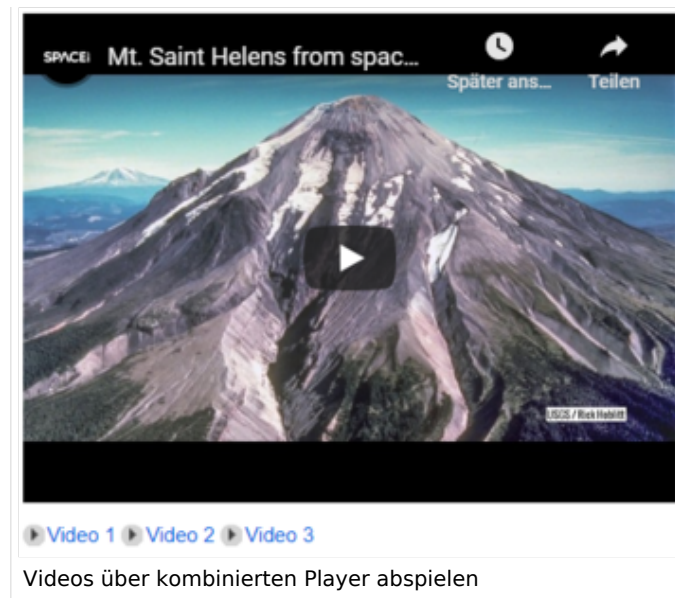 SPACE
Mt. Saint Helens from spac...
Später ans...
Teilen
USGS / Rick Hoblitt
Video 1 Video 2 Video 3
Videos über kombinierten Player abspielen